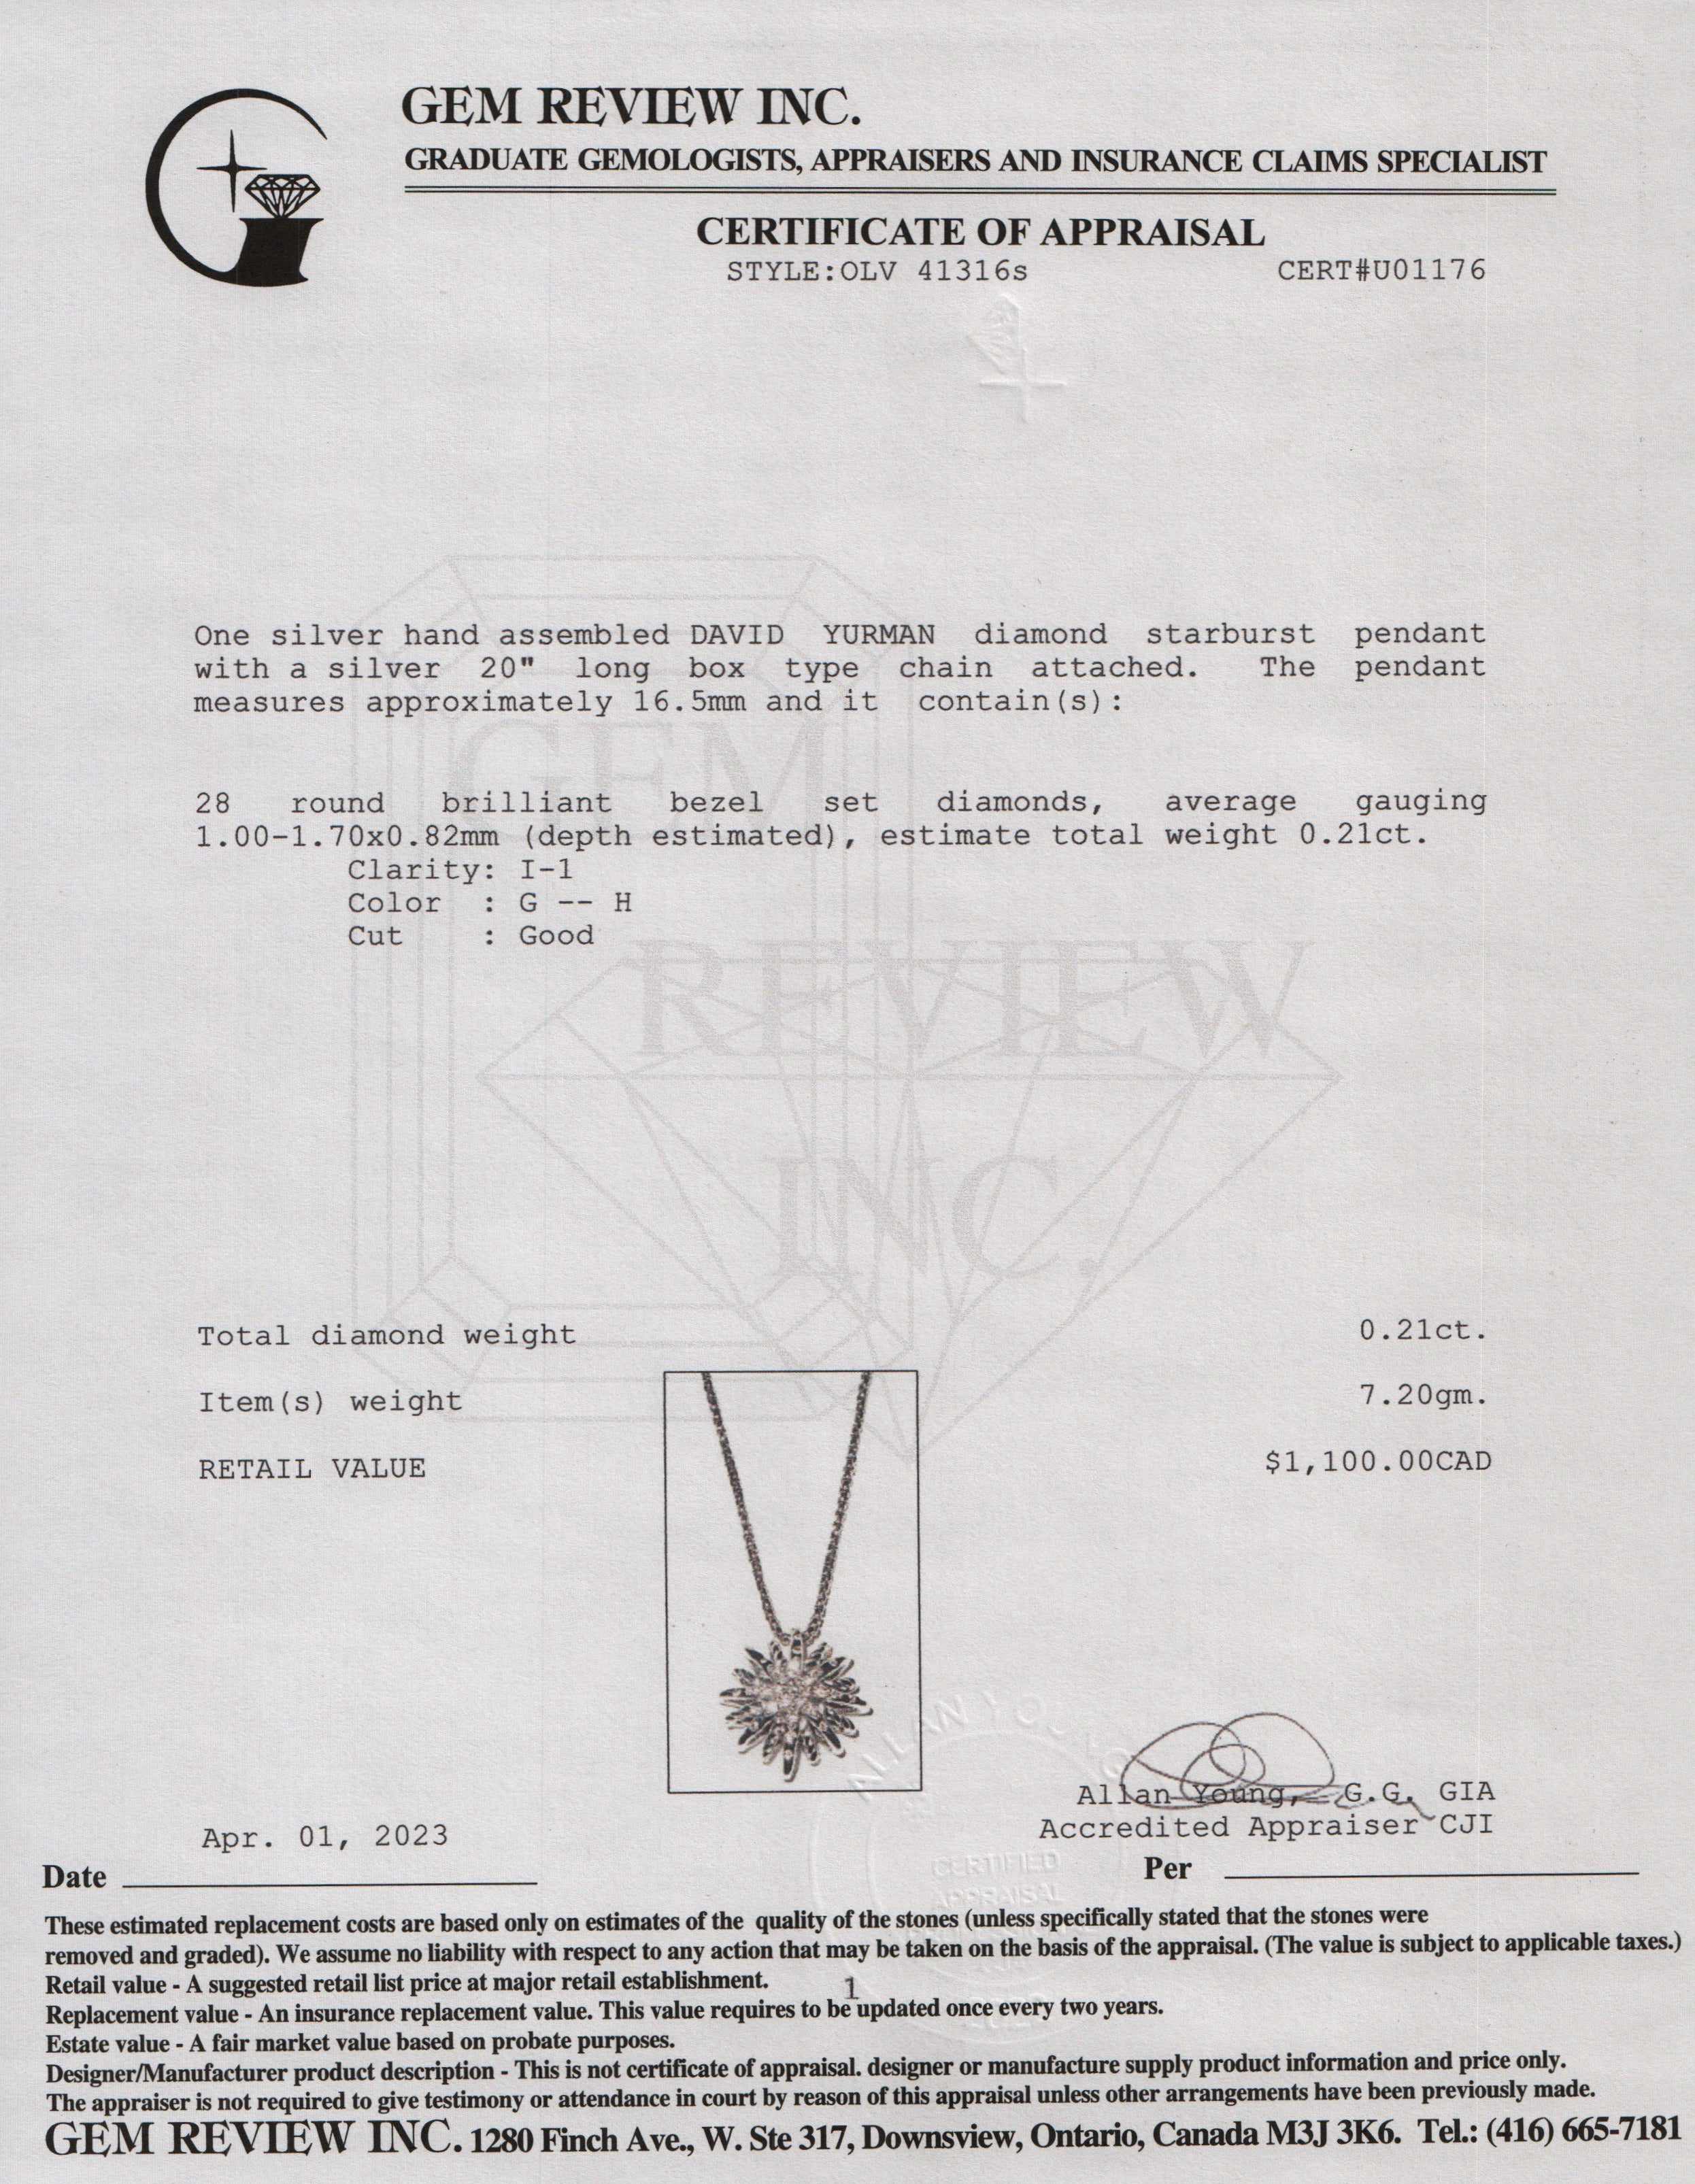 GEM REVIEW INC.
GRADUATE GEMOLOGISTS, APPRAISERS AND INSURANCE CLAIMS SPECIALIST
CERTIFICATE OF APPRAISAL
STYLE:OLV 41316s CERT#U01176
One silver hand assembled DAVID YURMAN diamond starburst pendant
with a silver 20" long box type chain attached. The pendant
measures approximately 16.5mm and it contain(s):
GEM
28 round brilliant bezel set diamonds, average gauging
1.00-1.70x0.82mm (depth estimated), estimate total weight 0.21ct.
Clarity: I-1
Color : G -- H
Cut : Good
REVIEW
INC.
Total diamond weight 0.21ct.
Item(s) weight 7.20gm.
RETAIL VALUE $1,100.00CAD
ALLAN YOUNG
Allan Young, G.G. GIA
Accredited Appraiser CJI
Apr. 01, 2023
Date
Per
CERTIFIED
APPRAISAL
These estimated replacement costs are based only on estimates of the quality of the stones (unless specifically stated that the stones were
removed and graded). We assume no liability with respect to any action that may be taken on the basis of the appraisal. (The value is subject to applicable taxes.)
Retail value - A suggested retail list price at major retail establishment.
1
Replacement value - An insurance replacement value. This value requires to be updated once every two years.
Estate value - A fair market value based on probate purposes.
Designer/Manufacturer product description - This is not certificate of appraisal. designer or manufacture supply product information and price only.
The appraiser is not required to give testimony or attendance in court by reason of this appraisal unless other arrangements have been previously made.
GEM REVIEW INC. 1280 Finch Ave., W. Ste 317, Downsview, Ontario, Canada M3J 3K6. Tel.: (416) 665-7181